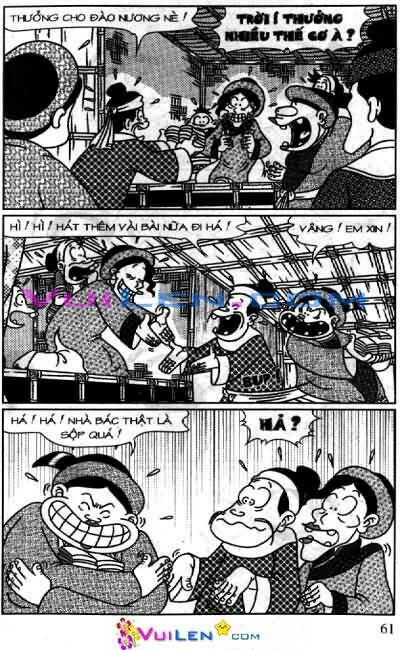 THƯỞNG CHO ĐÀO NƯƠNG NÈ !
TRỜI ! THƯỞNG
NHIỀU THẾ CƠ À ?
HÌ ! HÌ ! HÁT THÊM VÀI BÀI NỮA ĐI HÁ !
VÂNG ! EM XIN !
VUILEN.COM
BUP
HÁ ! HÁ ! NHÀ BÁC THẬT LÀ
SỘP QUÁ !
HẢ ?
61
VUILEN.COM